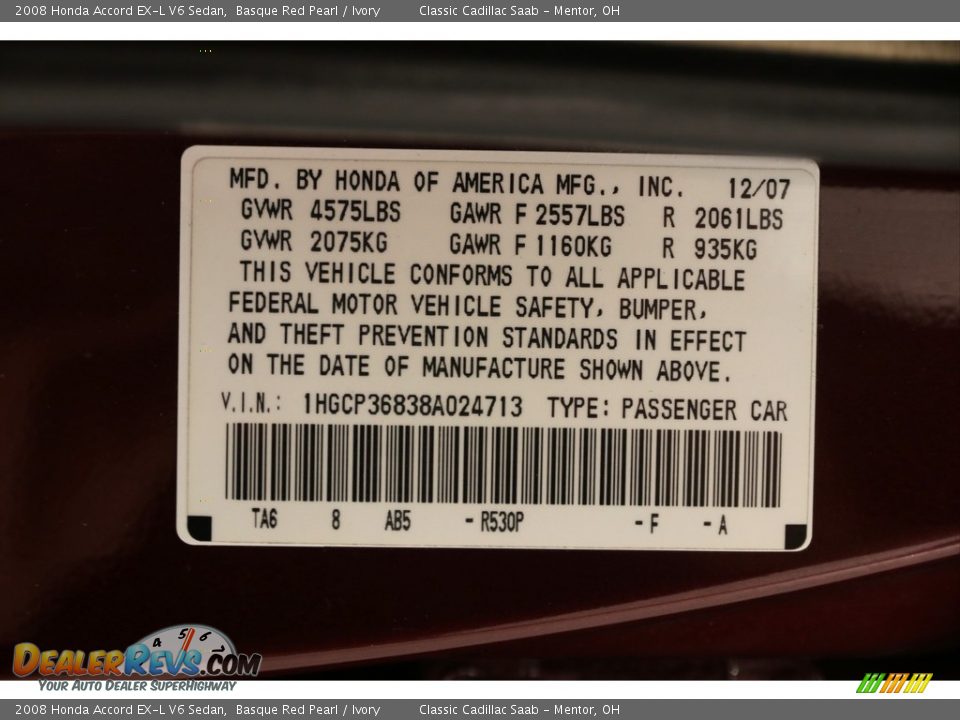 2008 Honda Accord EX-L V6 Sedan, Basque Red Pearl / Ivory Classic Cadillac Saab - Mentor, OH
MFD. BY HONDA OF AMERICA MFG., INC. 12/07
GVWR 4575LBS GAWR F 2557LBS R 2061LBS
GVWR 2075KG GAWR F 1160KG R 935KG
THIS VEHICLE CONFORMS TO ALL APPLICABLE
FEDERAL MOTOR VEHICLE SAFETY, BUMPER,
AND THEFT PREVENTION STANDARDS IN EFFECT
ON THE DATE OF MANUFACTURE SHOWN ABOVE.
V.I.N.: 1HGCP36838A024713 TYPE: PASSENGER CAR
TA6 8 AB5 - R530P - F - A
4 5 6 7
DEALERREVS.COM
YOUR AUTO DEALER SUPERHIGHWAY
2008 Honda Accord EX-L V6 Sedan, Basque Red Pearl / Ivory Classic Cadillac Saab - Mentor, OH